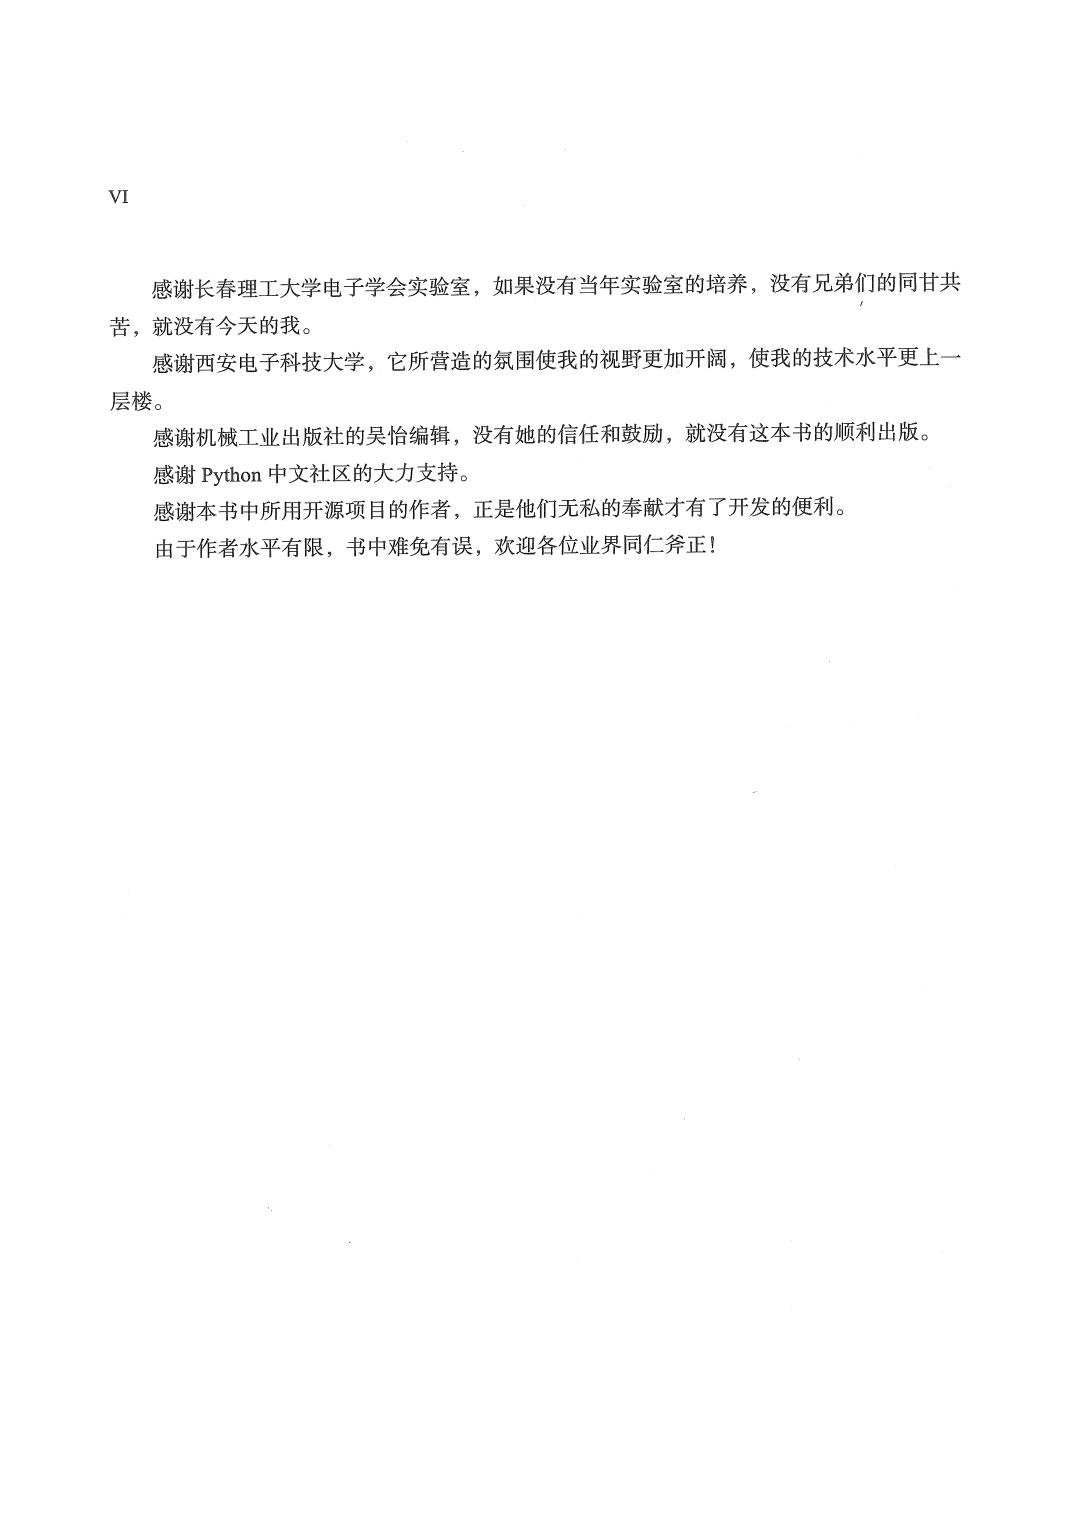 VI
感谢长春理工大学电子学会实验室，如果没有当年实验室的培养，没有兄弟们的同甘共
苦，就没有今天的我。
感谢西安电子科技大学，它所营造的氛围使我的视野更加开阔，使我的技术水平更上一
层楼。
感谢机械工业出版社的吴怡编辑，没有她的信任和鼓励，就没有这本书的顺利出版。
感谢 Python 中文社区的大力支持。
感谢本书中所用开源项目的作者，正是他们无私的奉献才有了开发的便利。
由于作者水平有限，书中难免有误，欢迎各位业界同仁斧正！